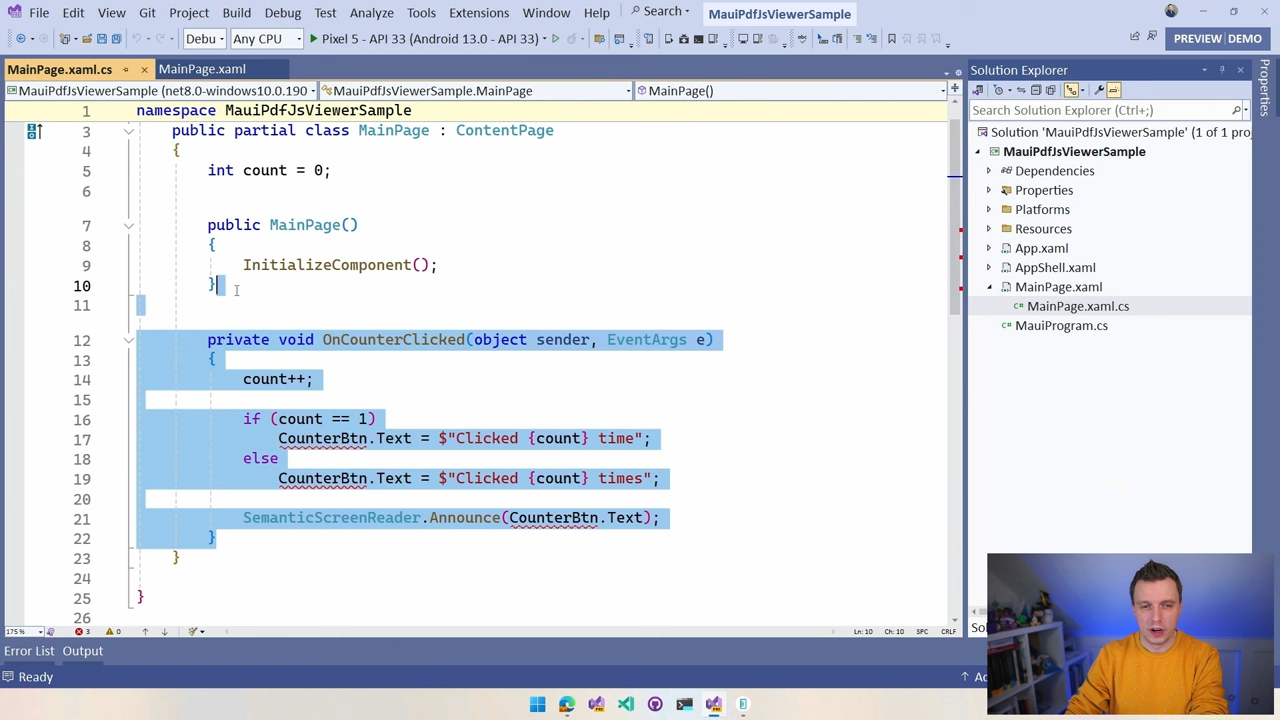 File Edit View Git Project Build Debug Test Analyze Tools Extensions Window Help Search MauiPdfJsViewerSample
Debu Any CPU Pixel 5 - API 33 (Android 13.0 - API 33) PREVIEW | DEMO
MainPage.xaml.cs MainPage.xaml
MauiPdfJsViewerSample (net8.0-windows10.0.190 MauiPdfJsViewerSample.MainPage MainPage()
1 namespace MauiPdfJsViewerSample
3 public partial class MainPage : ContentPage
4 {
5 int count = 0;
6
7 public MainPage()
8 {
9 InitializeComponent();
10 }
11
12 private void OnCounterClicked(object sender, EventArgs e)
13 {
14 count++;
15
16 if (count == 1)
17 CounterBtn.Text = $"Clicked {count} time";
18 else
19 CounterBtn.Text = $"Clicked {count} times";
20
21 SemanticScreenReader.Announce(CounterBtn.Text);
22 }
23 }
24
25 }
26
175 % 3 0 Ln: 10 Ch: 10 SPC CRLF
Solution Explorer
Search Solution Explorer (Ctrl+;)
Solution 'MauiPdfJsViewerSample' (1 of 1 proj
MauiPdfJsViewerSample
Dependencies
Properties
Platforms
Resources
App.xaml
AppShell.xaml
MainPage.xaml
C# MainPage.xaml.cs
C# MauiProgram.cs
Properties
Sol
Error List Output
Ready